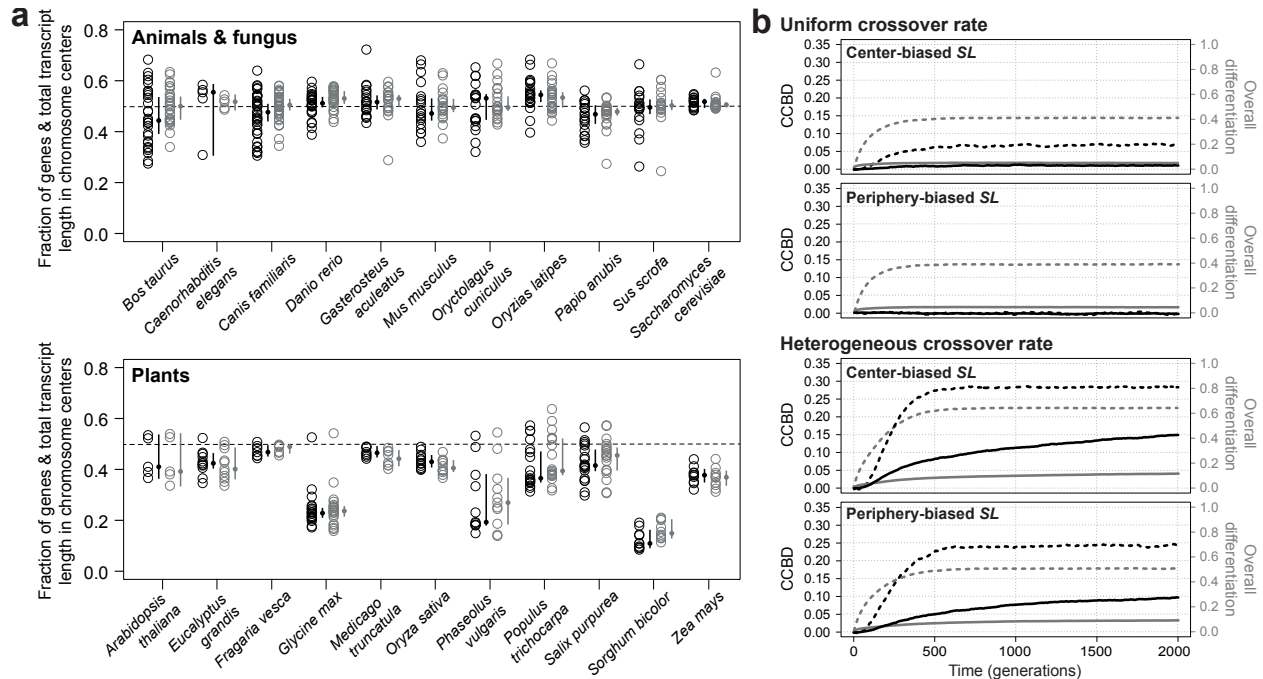 a
Fraction of genes & total transcript
length in chromosome centers
Animals & fungus
0.8
0.6
0.4
0.2
0.0
Bos taurus
Caenorhabditis
elegans
Canis familiaris
Danio rerio
Gasterosteus
aculeatus
Mus musculus
Oryctolagus
cuniculus
Oryzias latipes
Papio anubis
Sus scrofa
Saccharomyces
cerevisiae
Fraction of genes & total transcript
length in chromosome centers
Plants
0.8
0.6
0.4
0.2
0.0
Arabidopsis
thaliana
Eucalyptus
grandis
Fragaria vesca
Glycine max
Medicago
truncatula
Oryza sativa
Phaseolus
vulgaris
Populus
trichocarpa
Salix purpurea
Sorghum bicolor
Zea mays
b
Uniform crossover rate
Center-biased SL
CCBD
0.35
0.30
0.25
0.20
0.15
0.10
0.05
0.00
1.0
0.8
0.6
0.4
0.2
0.0
Overall
differentiation
Periphery-biased SL
CCBD
0.35
0.30
0.25
0.20
0.15
0.10
0.05
0.00
1.0
0.8
0.6
0.4
0.2
0.0
Overall
differentiation
Heterogeneous crossover rate
Center-biased SL
CCBD
0.35
0.30
0.25
0.20
0.15
0.10
0.05
0.00
1.0
0.8
0.6
0.4
0.2
0.0
Overall
differentiation
Periphery-biased SL
CCBD
0.35
0.30
0.25
0.20
0.15
0.10
0.05
0.00
1.0
0.8
0.6
0.4
0.2
0.0
Overall
differentiation
0 500 1000 1500 2000
Time (generations)